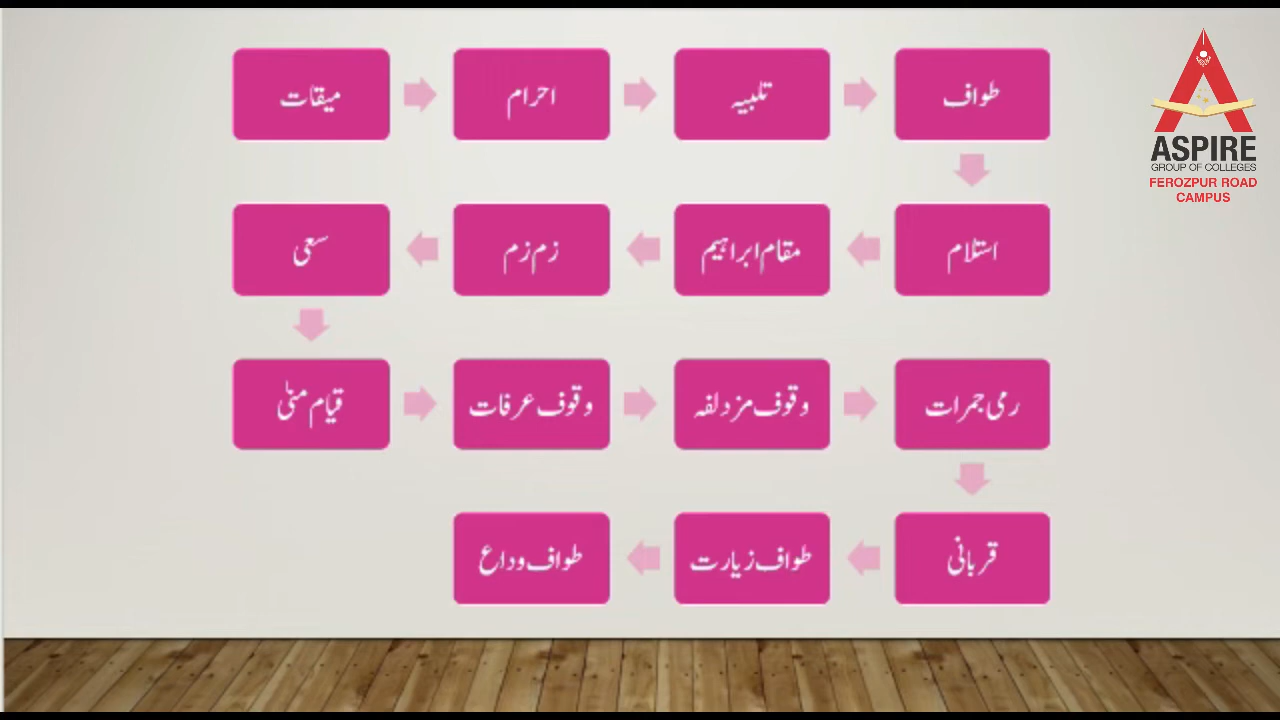 میقات
احرام
تلبیہ
طواف
استلام
مقام ابراہیم
زم زم
سعی
قیام منیٰ
وقوف عرفات
وقوف مزدلفہ
رمی جمرات
قربانی
طواف زیارت
طواف وداع
ASPIRE
GROUP OF COLLEGES
FEROZPUR ROAD
CAMPUS